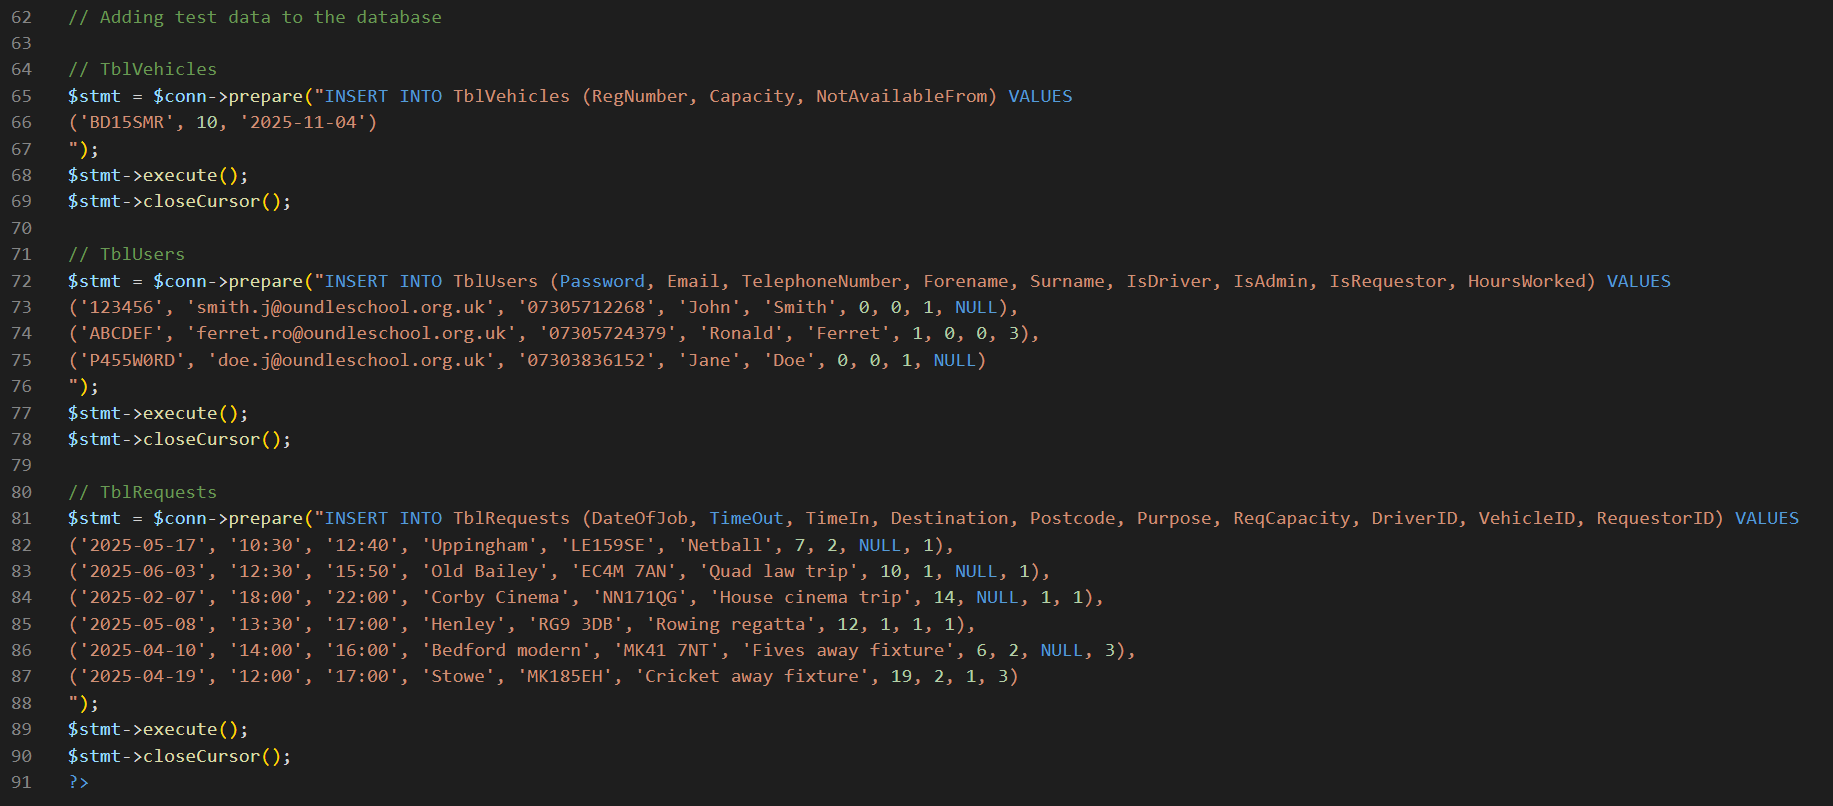 62 // Adding test data to the database
63
64 // TblVehicles
65 $stmt = $conn->prepare("INSERT INTO TblVehicles (RegNumber, Capacity, NotAvailableFrom) VALUES
66 ('BD15SMR', 10, '2025-11-04')
67 ");
68 $stmt->execute();
69 $stmt->closeCursor();
70
71 // TblUsers
72 $stmt = $conn->prepare("INSERT INTO TblUsers (Password, Email, TelephoneNumber, Forename, Surname, IsDriver, IsAdmin, IsRequestor, HoursWorked) VALUES
73 ('123456', 'smith.j@oundleschool.org.uk', '07305712268', 'John', 'Smith', 0, 0, 1, NULL),
74 ('ABCDEF', 'ferret.ro@oundleschool.org.uk', '07305724379', 'Ronald', 'Ferret', 1, 0, 0, 3),
75 ('P455W0RD', 'doe.j@oundleschool.org.uk', '07303836152', 'Jane', 'Doe', 0, 0, 1, NULL)
76 ");
77 $stmt->execute();
78 $stmt->closeCursor();
79
80 // TblRequests
81 $stmt = $conn->prepare("INSERT INTO TblRequests (DateOfJob, TimeOut, TimeIn, Destination, Postcode, Purpose, ReqCapacity, DriverID, VehicleID, RequestorID) VALUES
82 ('2025-05-17', '10:30', '12:40', 'Uppingham', 'LE159SE', 'Netball', 7, 2, NULL, 1),
83 ('2025-06-03', '12:30', '15:50', 'Old Bailey', 'EC4M 7AN', 'Quad law trip', 10, 1, NULL, 1),
84 ('2025-02-07', '18:00', '22:00', 'Corby Cinema', 'NN171QG', 'House cinema trip', 14, NULL, 1, 1),
85 ('2025-05-08', '13:30', '17:00', 'Henley', 'RG9 3DB', 'Rowing regatta', 12, 1, 1, 1),
86 ('2025-04-10', '14:00', '16:00', 'Bedford modern', 'MK41 7NT', 'Fives away fixture', 6, 2, NULL, 3),
87 ('2025-04-19', '12:00', '17:00', 'Stowe', 'MK185EH', 'Cricket away fixture', 19, 2, 1, 3)
88 ");
89 $stmt->execute();
90 $stmt->closeCursor();
91 ?>